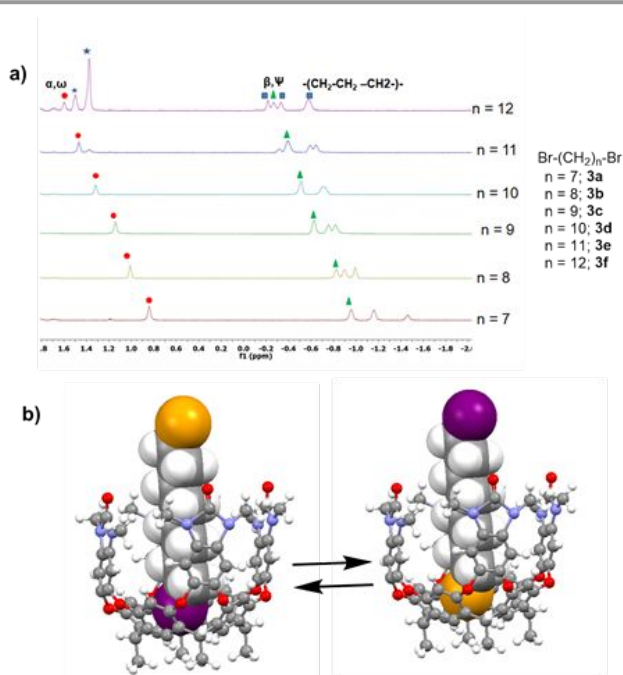 a)
α,ω
β,Ψ
-(CH2-CH2 –CH2-)-
n = 12
n = 11
n = 10
n = 9
n = 8
n = 7
Br-(CH2)n-Br
n = 7; 3a
n = 8; 3b
n = 9; 3c
n = 10; 3d
n = 11; 3e
n = 12; 3f
.8 1.6 1.4 1.2 1.0 0.8 0.6 0.4 0.2 0.0 -0.2 -0.4 -0.6 -0.8 -1.0 -1.2 -1.4 -1.6 -1.8 -2.0
f1 (ppm)
b)